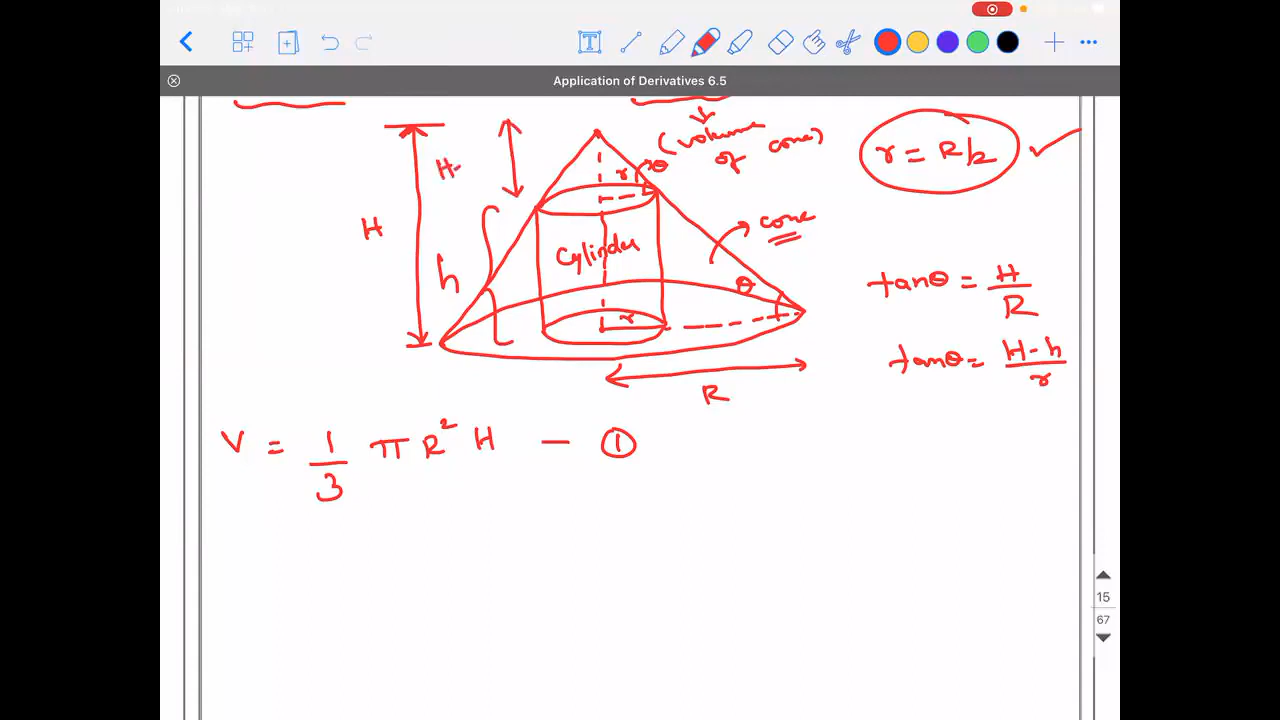 Application of Derivatives 6.5
(volume
of cone)
r = R/2
H-
H
r
θ
cone
Cylinder
h
θ
r
R
tanθ = H/R
tanθ = H-h/r
V = 1/3 π R² H — ①
15
67